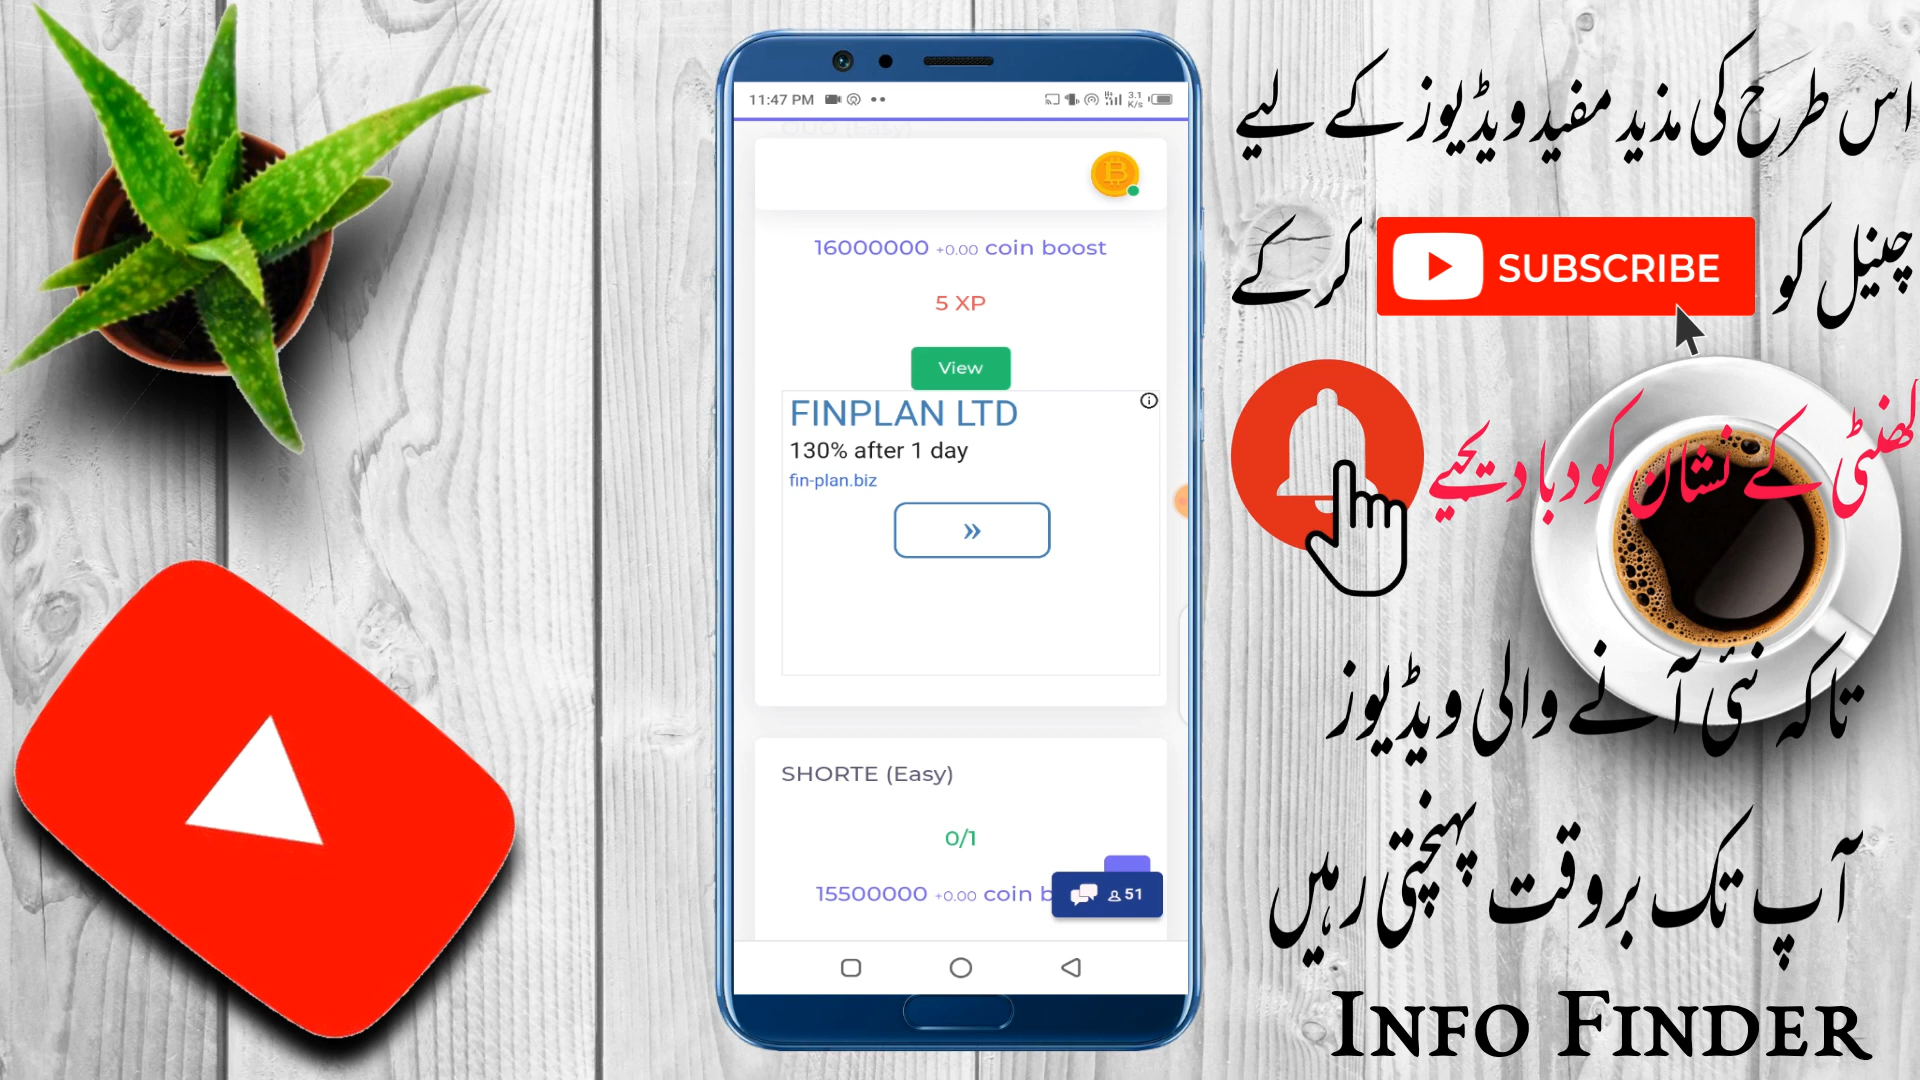 11:47 PM
3.1
K/s
16000000 +0.00 coin boost
5 XP
View
FINPLAN LTD
130% after 1 day
fin-plan.biz
»
SHORTE (Easy)
0/1
15500000 +0.00 coin b
51
اس طرح کی مذید مفید ویڈیوز کے لیے
چینل کو SUBSCRIBE کر کے
گھنٹی کے نشان کو دبا دیجیے
تاکہ نئی آنے والی ویڈیوز
آپ تک بروقت پہنچتی رہیں
INFO FINDER